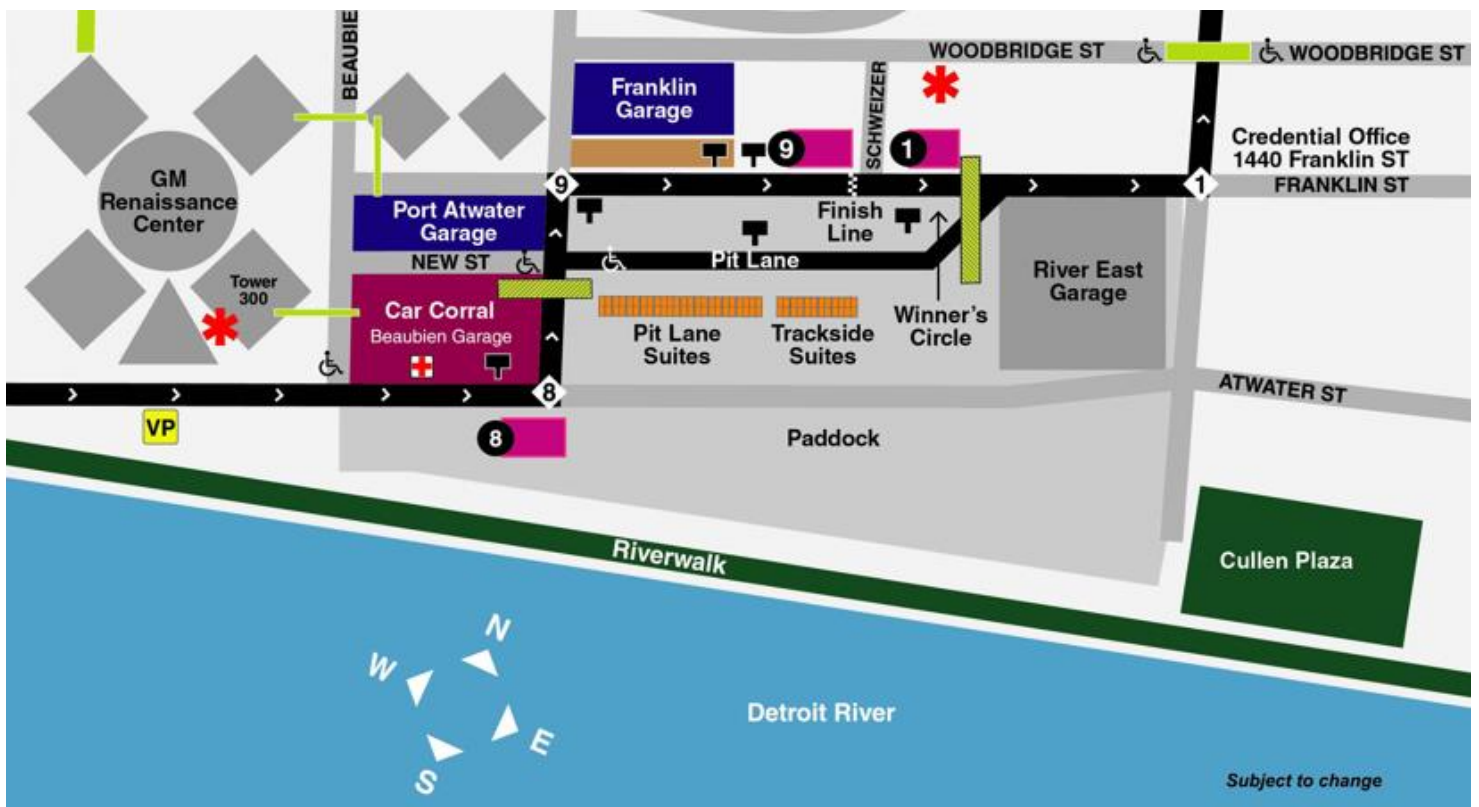 WOODBRIDGE ST
WOODBRIDGE ST
BEAUBIE
SCHWEIZER
Franklin
Garage
9
1
Credential Office
1440 Franklin ST
FRANKLIN ST
GM
Renaissance
Center
9
1
Port Atwater
Garage
Finish
Line
NEW ST
Pit Lane
River East
Garage
Tower
300
Car Corral
Beaubien Garage
Pit Lane
Suites
Trackside
Suites
Winner's
Circle
8
ATWATER ST
VP
8
Paddock
Riverwalk
Cullen Plaza
N
W
E
S
Detroit River
Subject to change